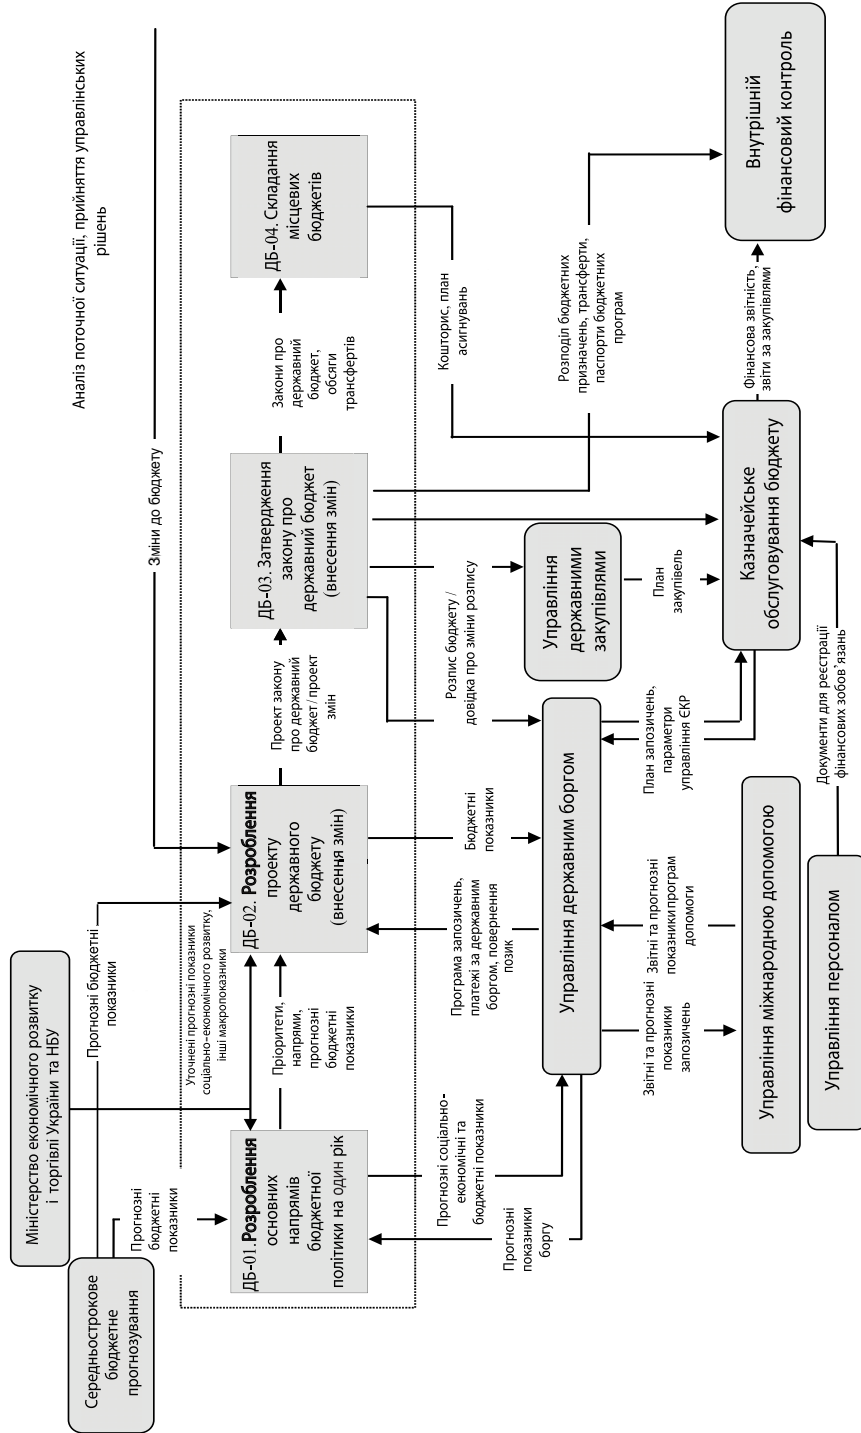 Аналіз поточної ситуації, прийняття управлінських
рішень
Зміни до бюджету
Міністерство економічного розвитку
і торгівлі України та НБУ
Середньострокове
бюджетне
прогнозування
Прогнозні бюджетні
показники
Прогнозні
бюджетні
показники
Уточнені прогнозні показники
соціально-економічного розвитку,
інші макропоказники
ДБ-01.Розроблення
основних
напрямів
бюджетної
політики на один рік
Пріоритети,
напрями,
прогнозні
бюджетні
показники
ДБ-02. Розроблення
проекту
державного
бюджету
(внесення змін)
Проект закону
про державний
бюджет/проект
змін
ДБ-03. Затвердження
закону про
державний бюджет
(внесення змін)
Закони про
державний
бюджет,
обсяги
трансфертів
ДБ-04. Складання
місцевих
бюджетів
Прогнозні соціально-
економічні та
бюджетні показники
Прогнозні
показники
боргу
Програма запозичень,
платежі за державним
боргом, повернення
позик
Бюджетні
показники
Розпис бюджету/
довідка про зміни розпису
Кошторис, план
асигнувань
Розподіл бюджетних
призначень, трансферти,
паспорти бюджетних
програм
Управління державним боргом
Управління
державними
закупівлями
План
закупівель
Звітні та прогнозні
показники
запозичень
Звітні та прогнозні
показникипрограм
допомоги
План запозичень,
параметри
управління ЄКР
Казначейське
обслуговування бюджету
Фінансова звітність,
звіти за закупівлями
Внутрішній
фінансовий контроль
Управління міжнародною допомогою
Управління персоналом
Документи для реєстрації
фінансових зобов’язань